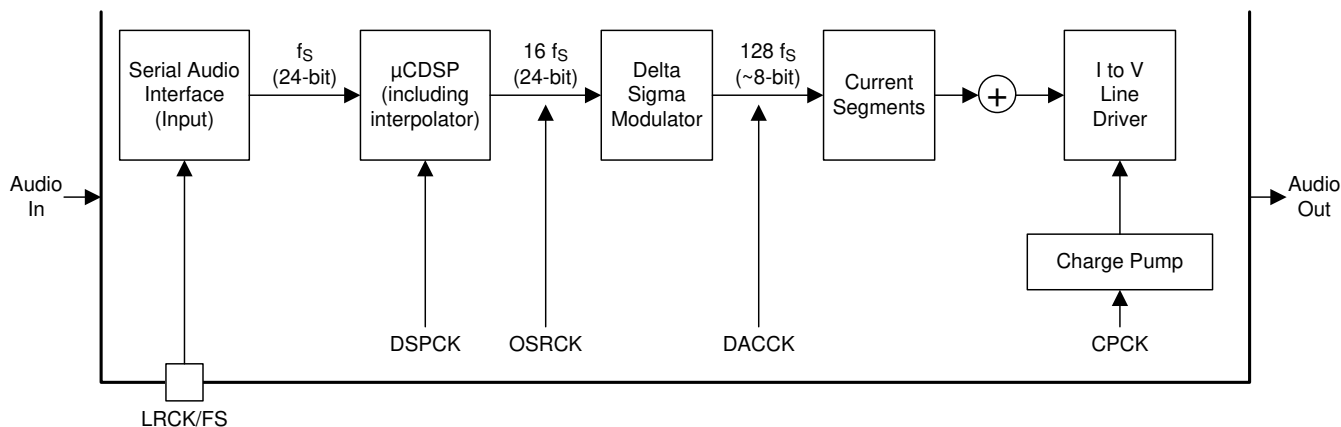 Serial Audio
Interface
(Input)
fS
(24-bit)
µCDSP
(including
interpolator)
16 fS
(24-bit)
Delta
Sigma
Modulator
128 fS
(~8-bit)
Current
Segments
+
I to V
Line
Driver
Audio
In
Audio
Out
Charge Pump
DSPCK
OSRCK
DACCK
CPCK
LRCK/FS